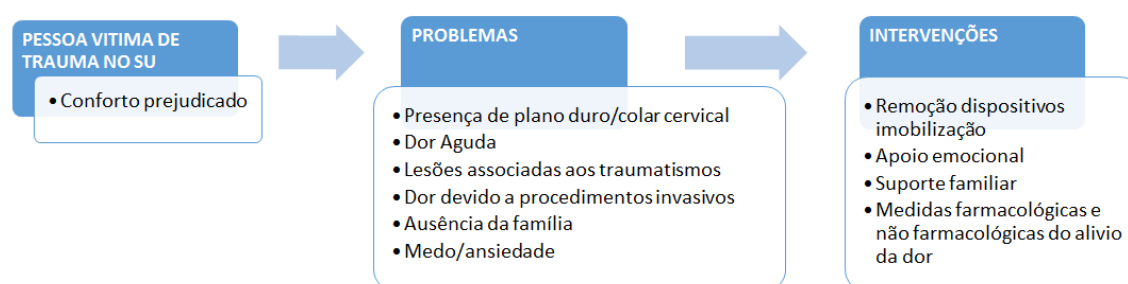 PESSOA VITIMA DE
TRAUMA NO SU
• Conforto prejudicado
PROBLEMAS
• Presença de plano duro/colar cervical
• Dor Aguda
• Lesões associadas aos traumatismos
• Dor devido a procedimentos invasivos
• Ausência da família
• Medo/ansiedade
INTERVENÇÕES
• Remoção dispositivos
imobilização
• Apoio emocional
• Suporte familiar
• Medidas farmacológicas e
não farmacológicas do alivio
da dor